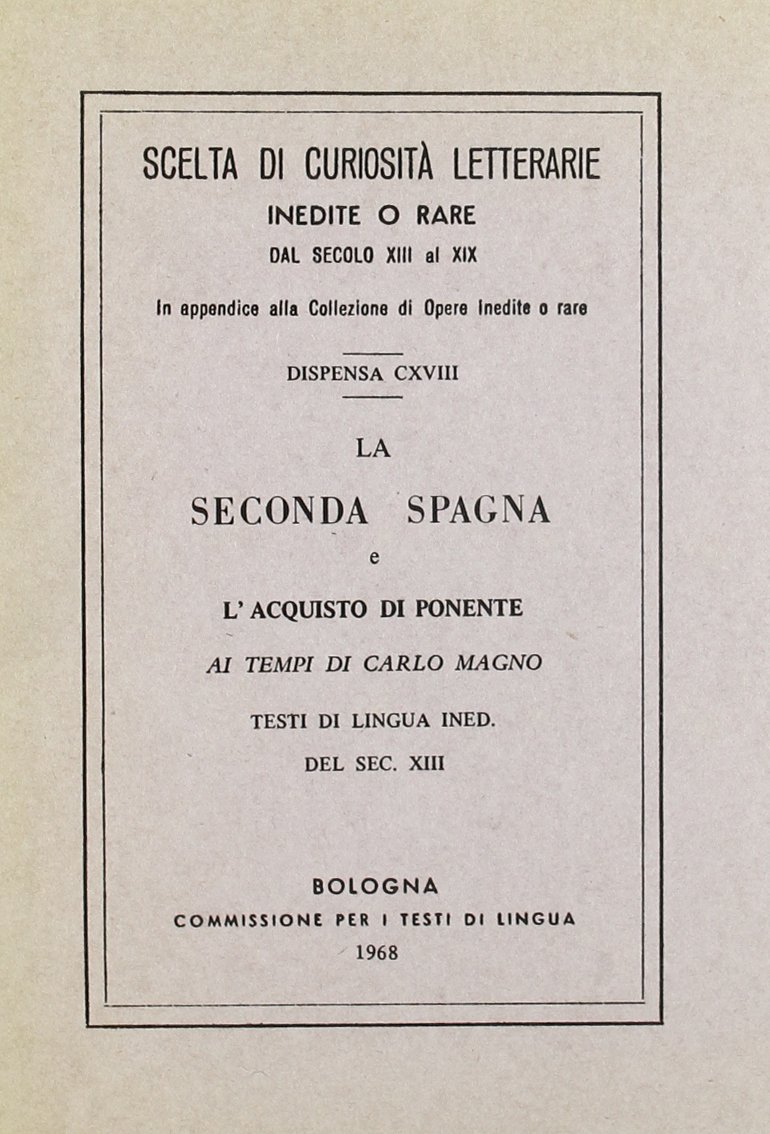 SCELTA DI CURIOSITÀ LETTERARIE
INEDITE O RARE
DAL SECOLO XIII al XIX
In appendice alla Collezione di Opere Inedite o rare
DISPENSA CXVIII
LA
SECONDA SPAGNA
e
L' ACQUISTO DI PONENTE
AI TEMPI DI CARLO MAGNO
TESTI DI LINGUA INED.
DEL SEC. XIII
BOLOGNA
COMMISSIONE PER I TESTI DI LINGUA
1968